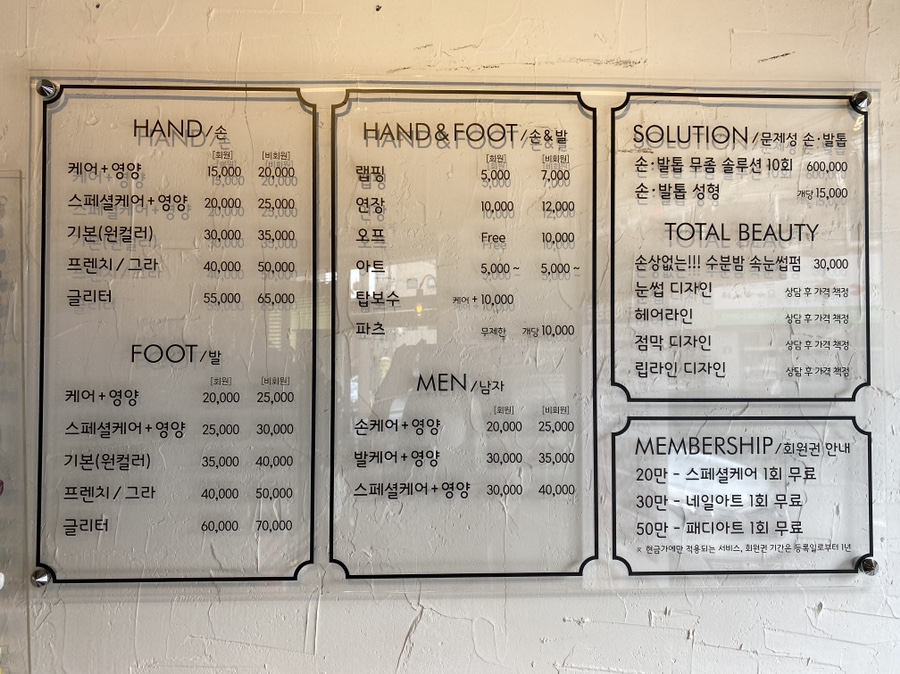 HAND/손
[회원] [비회원]
케어+영양 15,000 20,000
스페셜케어+영양 20,000 25,000
기본(원컬러) 30,000 35,000
프렌치/그라 40,000 50,000
글리터 55,000 65,000
FOOT/발
[회원] [비회원]
케어+영양 20,000 25,000
스페셜케어+영양 25,000 30,000
기본(원컬러) 35,000 40,000
프렌치/그라 40,000 50,000
글리터 60,000 70,000
HAND&FOOT/손&발
[회원] [비회원]
랩핑 5,000 7,000
연장 10,000 12,000
오프 Free 10,000
아트 5,000 ~ 5,000 ~
탑보수 케어+10,000
파츠 무제한 개당 10,000
MEN/남자
[회원] [비회원]
손케어+영양 20,000 25,000
발케어+영양 30,000 35,000
스페셜케어+영양 30,000 40,000
SOLUTION/문제성 손·발톱
손·발톱 무좀 솔루션 10회 600,000
손·발톱 성형 개당 15,000
TOTAL BEAUTY
손상없는!!! 수분밤 속눈썹펌 30,000
눈썹 디자인 상담 후 가격 책정
헤어라인 상담 후 가격 책정
점막 디자인 상담 후 가격 책정
립라인 디자인 상담 후 가격 책정
MEMBERSHIP/회원권 안내
20만 - 스페셜케어 1회 무료
30만 - 네일아트 1회 무료
50만 - 패디아트 1회 무료
※ 현금가에만 적용되는 서비스, 회원권 기간은 등록일로부터 1년